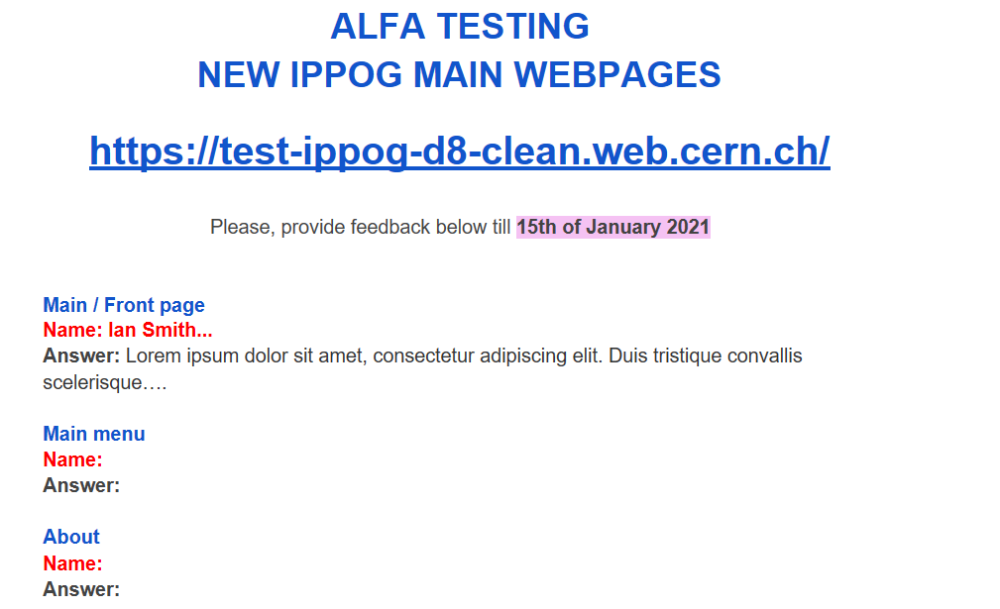 ALFA TESTING
NEW IPPOG MAIN WEBPAGES
https://test-ippog-d8-clean.web.cern.ch/
Please, provide feedback below till 15th of January 2021
Main / Front page
Name: Ian Smith...
Answer: Lorem ipsum dolor sit amet, consectetur adipiscing elit. Duis tristique convallis
scelerisque….
Main menu
Name:
Answer:
About
Name:
Answer: